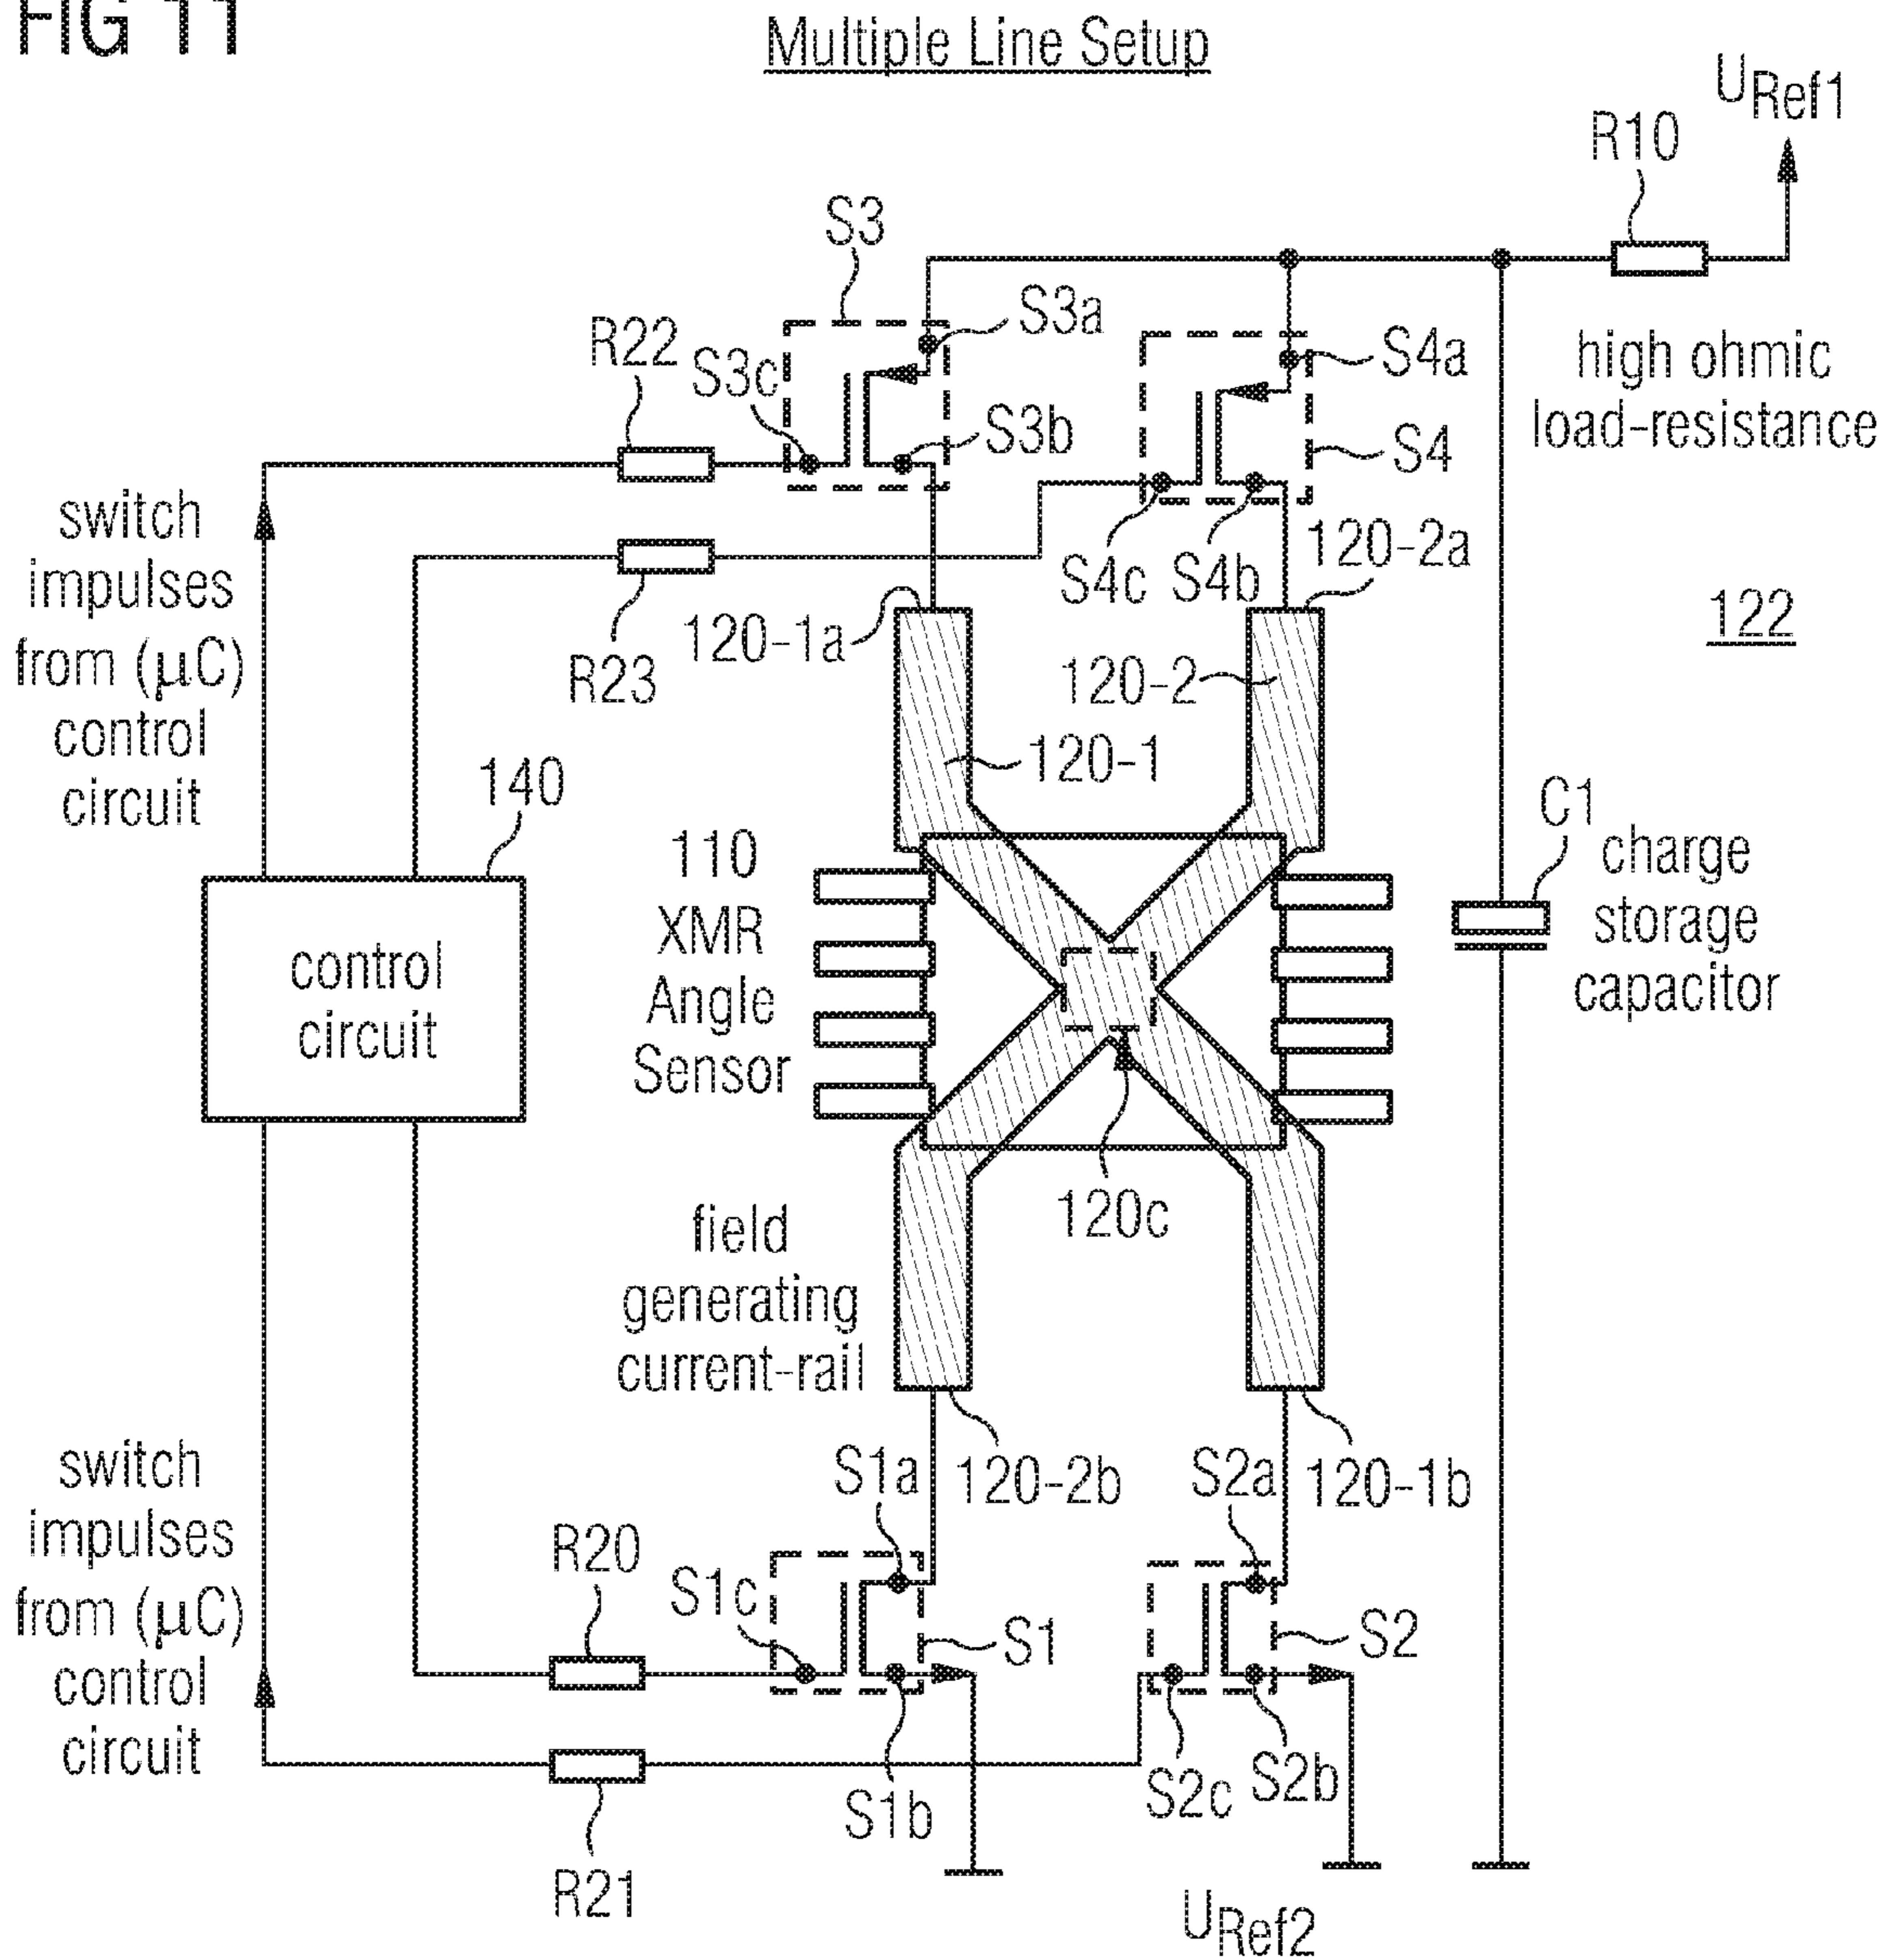 FIG 11
Multiple Line Setup
URef1
R10
S3
S3a
R22
S3c
S4a
high ohmic
load-resistance
S3b
S4
switch
impulses
from (µC)
control
circuit
S4c
S4b
120-2a
122
120-1a
R23
120-2
120-1
140
C1
charge
storage
capacitor
110
XMR
Angle
Sensor
control
circuit
120c
field
generating
current-rail
switch
impulses
from (µC)
control
circuit
S1a
120-2b
S2a
120-1b
R20
S1c
S1
S2
S1b
S2c
S2b
R21
URef2